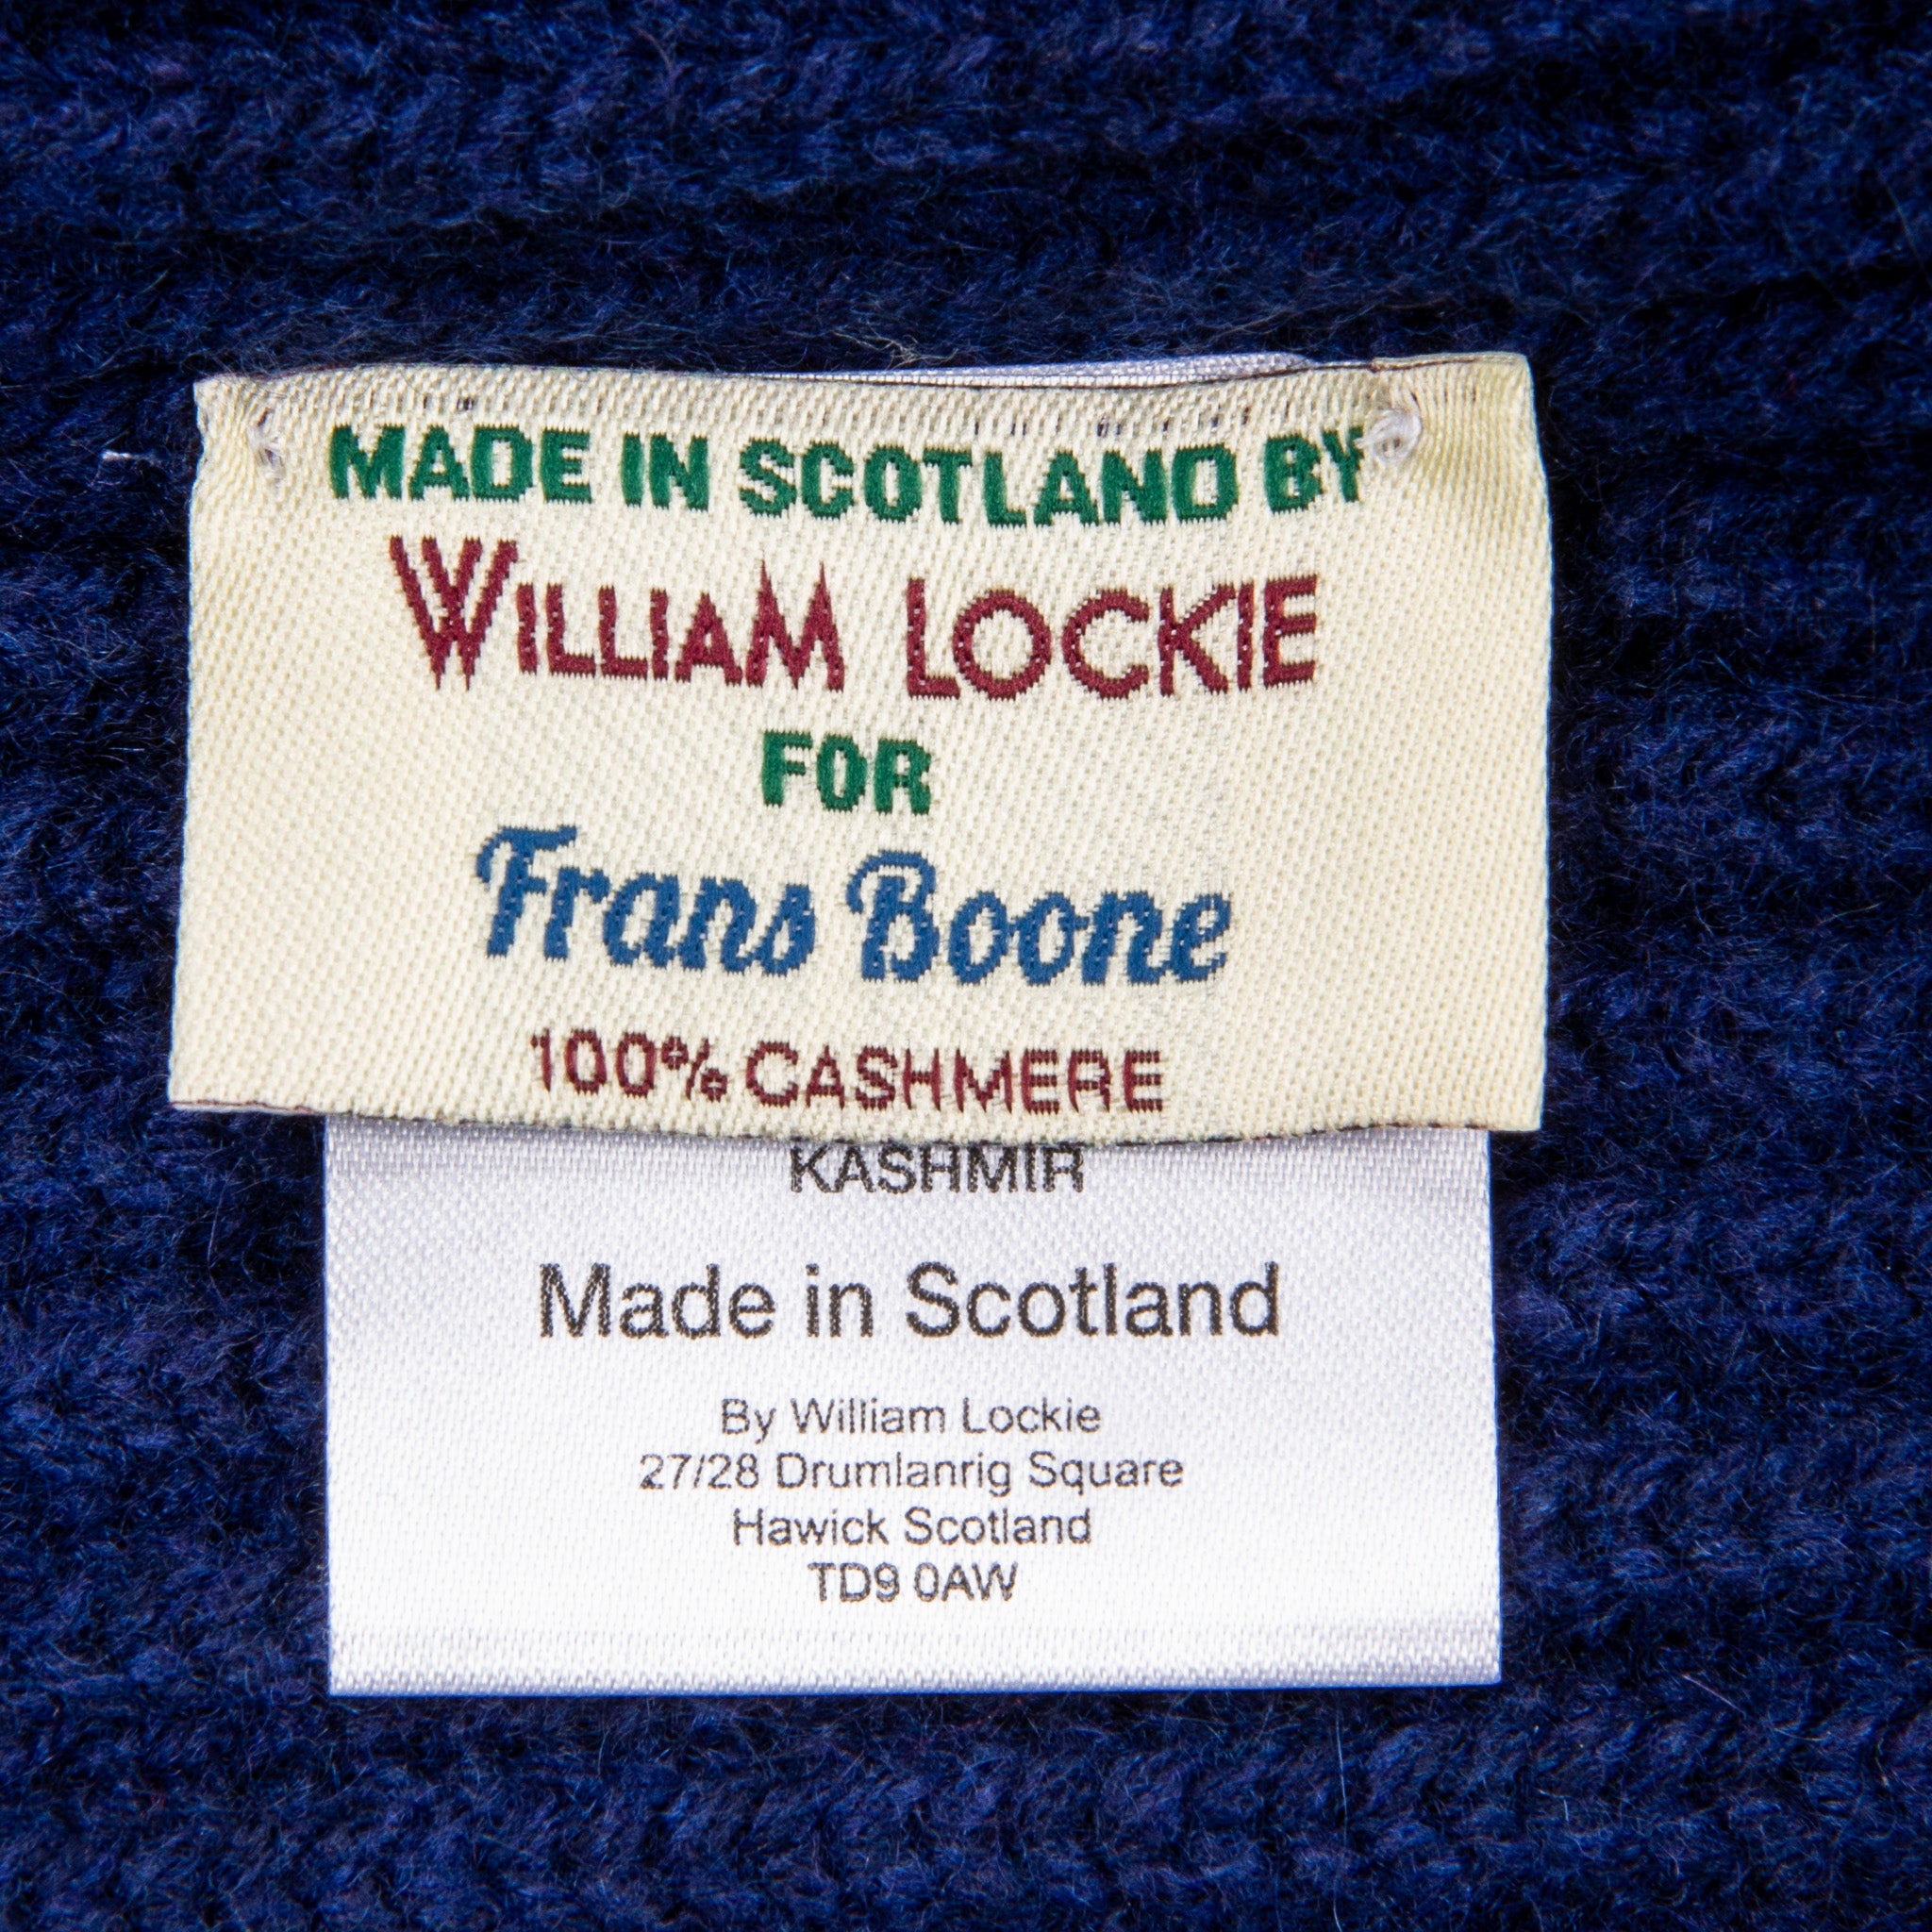 MADE IN SCOTLAND BY
WILLIAM LOCKIE
FOR
Frans Boone
100% CASHMERE
KASHMIR
Made in Scotland
By William Lockie
27/28 Drumlanrig Square
Hawick Scotland
TD9 0AW